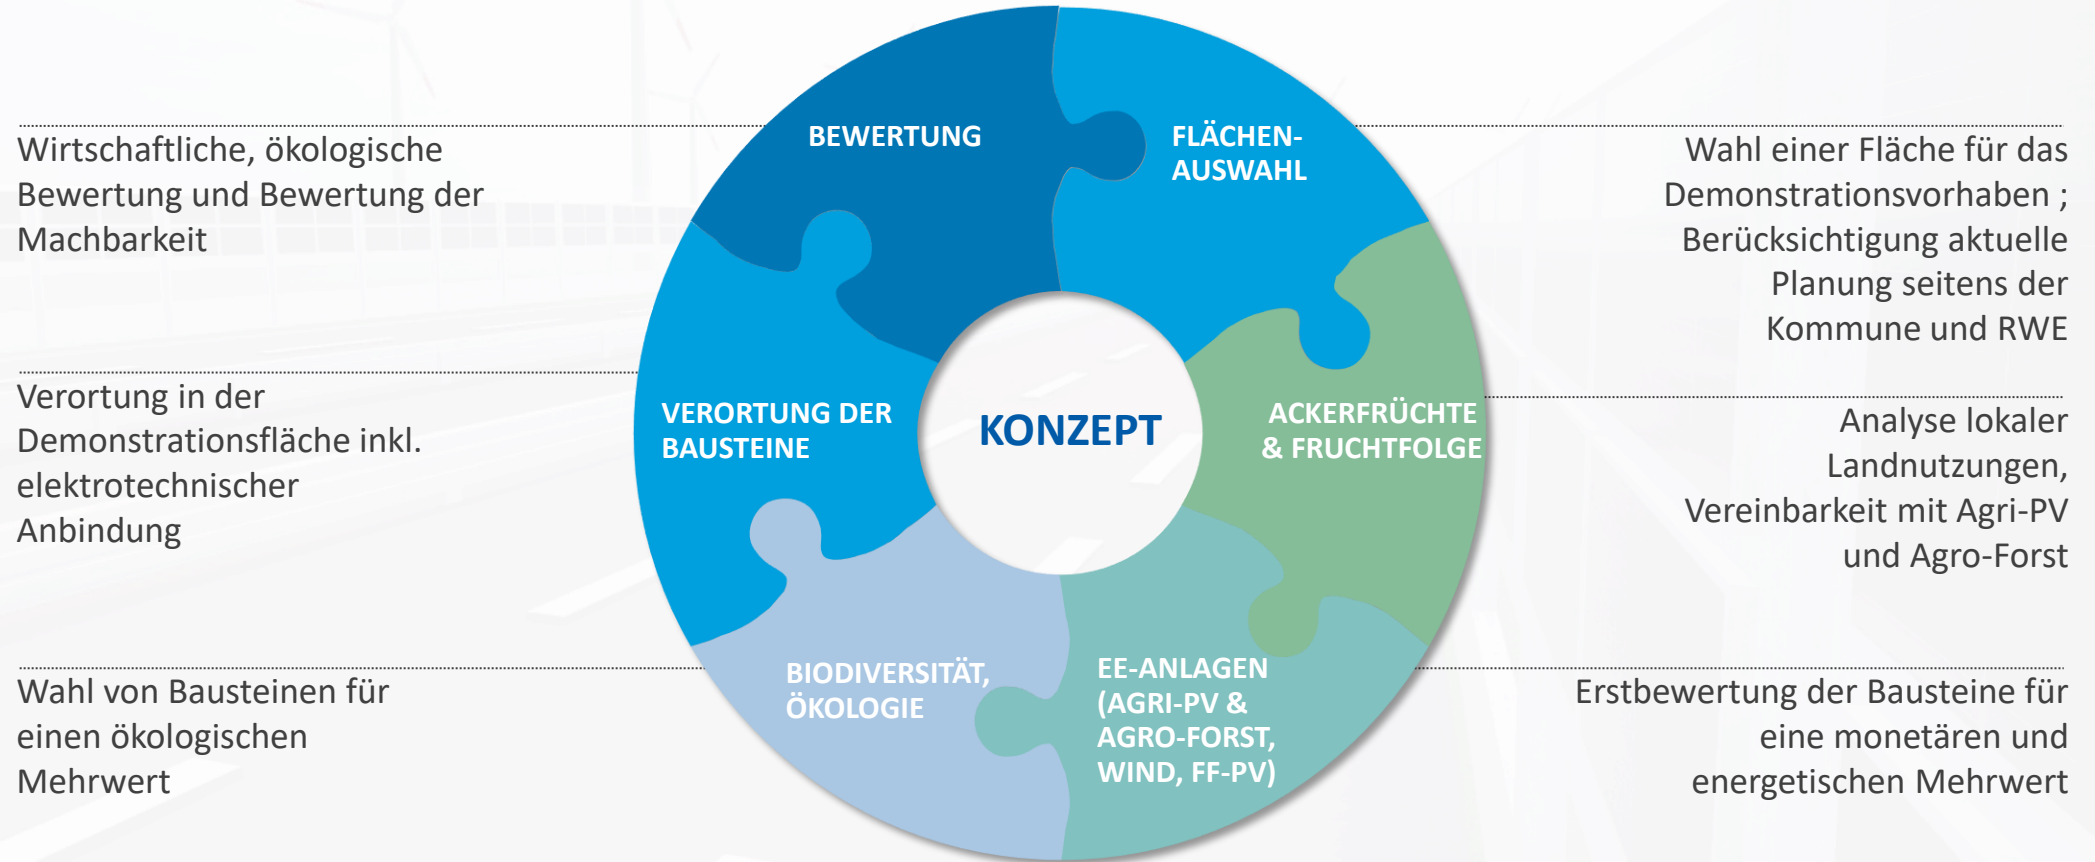 BEWERTUNG
Wirtschaftliche, ökologische
Bewertung und Bewertung der
Machbarkeit
FLÄCHEN-
AUSWAHL
Wahl einer Fläche für das
Demonstrationsvorhaben ;
Berücksichtigung aktuelle
Planung seitens der
Kommune und RWE
VERORTUNG DER
BAUSTEINE
Verortung in der
Demonstrationsfläche inkl.
elektrotechnischer
Anbindung
KONZEPT
ACKERFRÜCHTE
& FRUCHTFOLGE
Analyse lokaler
Landnutzungen,
Vereinbarkeit mit Agri-PV
und Agro-Forst
BIODIVERSITÄT,
ÖKOLOGIE
Wahl von Bausteinen für
einen ökologischen
Mehrwert
EE-ANLAGEN
(AGRI-PV &
AGRO-FORST,
WIND, FF-PV)
Erstbewertung der Bausteine für
eine monetären und
energetischen Mehrwert